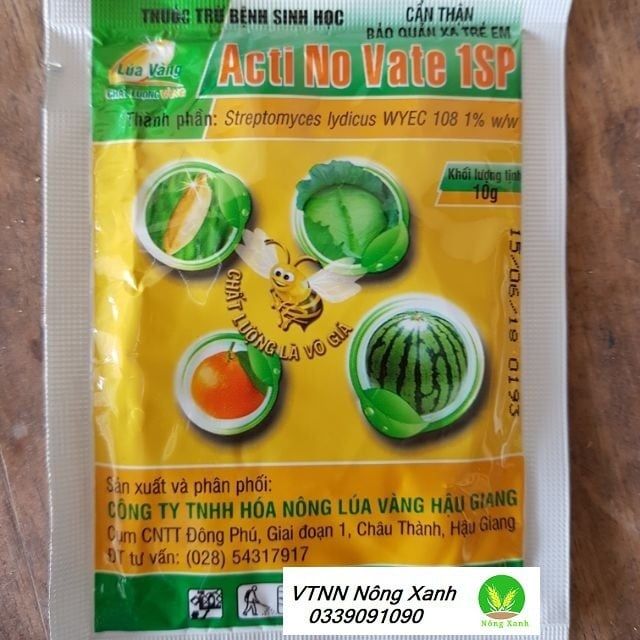 THUỐC TRỪ BỆNH SINH HỌC
CẨN THẬN
BẢO QUẢN XA TRẺ EM
Lúa Vàng
CHẤT LƯỢNG VÀNG
Acti No Vate 1SP
Thành phần: Streptomyces lydicus WYEC 108 1% w/w
Khối lượng tịnh
10g
15/06/19 0193
CHẤT LƯỢNG LÀ VÔ GIÁ
Sản xuất và phân phối:
CÔNG TY TNHH HÓA NÔNG LÚA VÀNG HẬU GIANG
Cụm CNTT Đông Phú, Giai đoạn 1, Châu Thành, Hậu Giang
ĐT tư vấn: (028) 54317917
VTNN Nông Xanh
0339091090
Nông Xanh